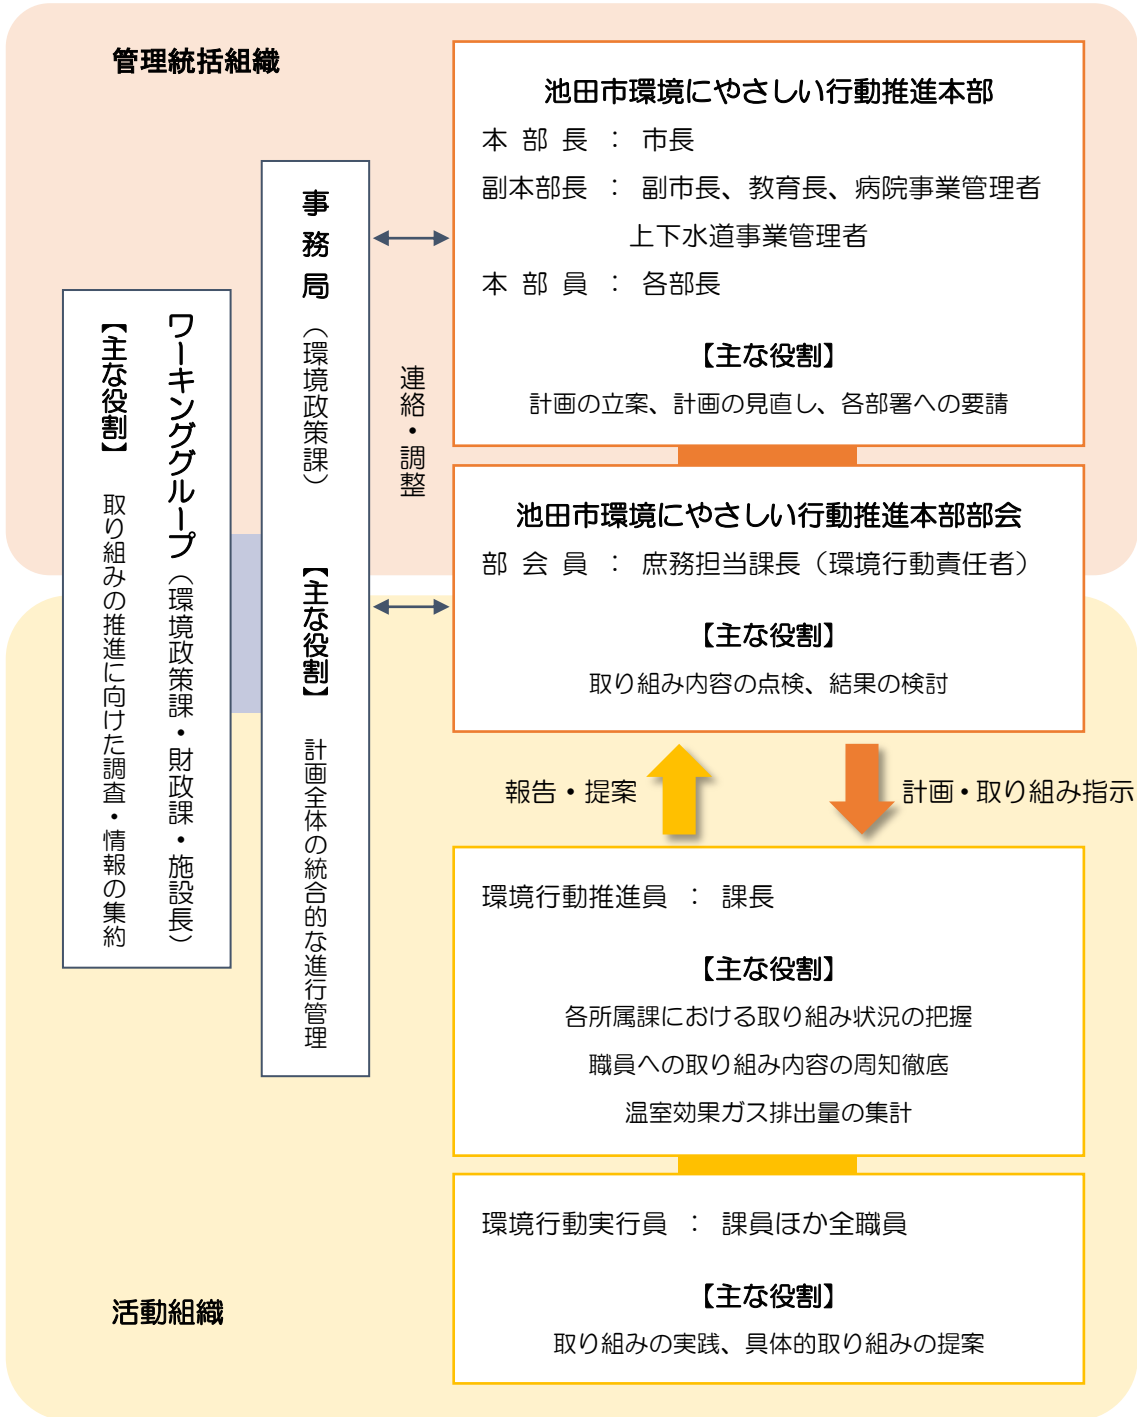 管理統括組織
池田市環境にやさしい行動推進本部
本 部 長 ： 市長
副本部長 ： 副市長、教育長、病院事業管理者
上下水道事業管理者
本 部 員 ： 各部長
【主な役割】
計画の立案、計画の見直し、各部署への要請
事務局（環境政策課） 【主な役割】 計画全体の統合的な進行管理
連絡・調整
ワーキンググループ（環境政策課・財政課・施設長）
【主な役割】 取り組みの推進に向けた調査・情報の集約
池田市環境にやさしい行動推進本部部会
部 会 員 ： 庶務担当課長（環境行動責任者）
【主な役割】
取り組み内容の点検、結果の検討
報告・提案
計画・取り組み指示
環境行動推進員 ： 課長
【主な役割】
各所属課における取り組み状況の把握
職員への取り組み内容の周知徹底
温室効果ガス排出量の集計
環境行動実行員 ： 課員ほか全職員
【主な役割】
取り組みの実践、具体的取り組みの提案
活動組織